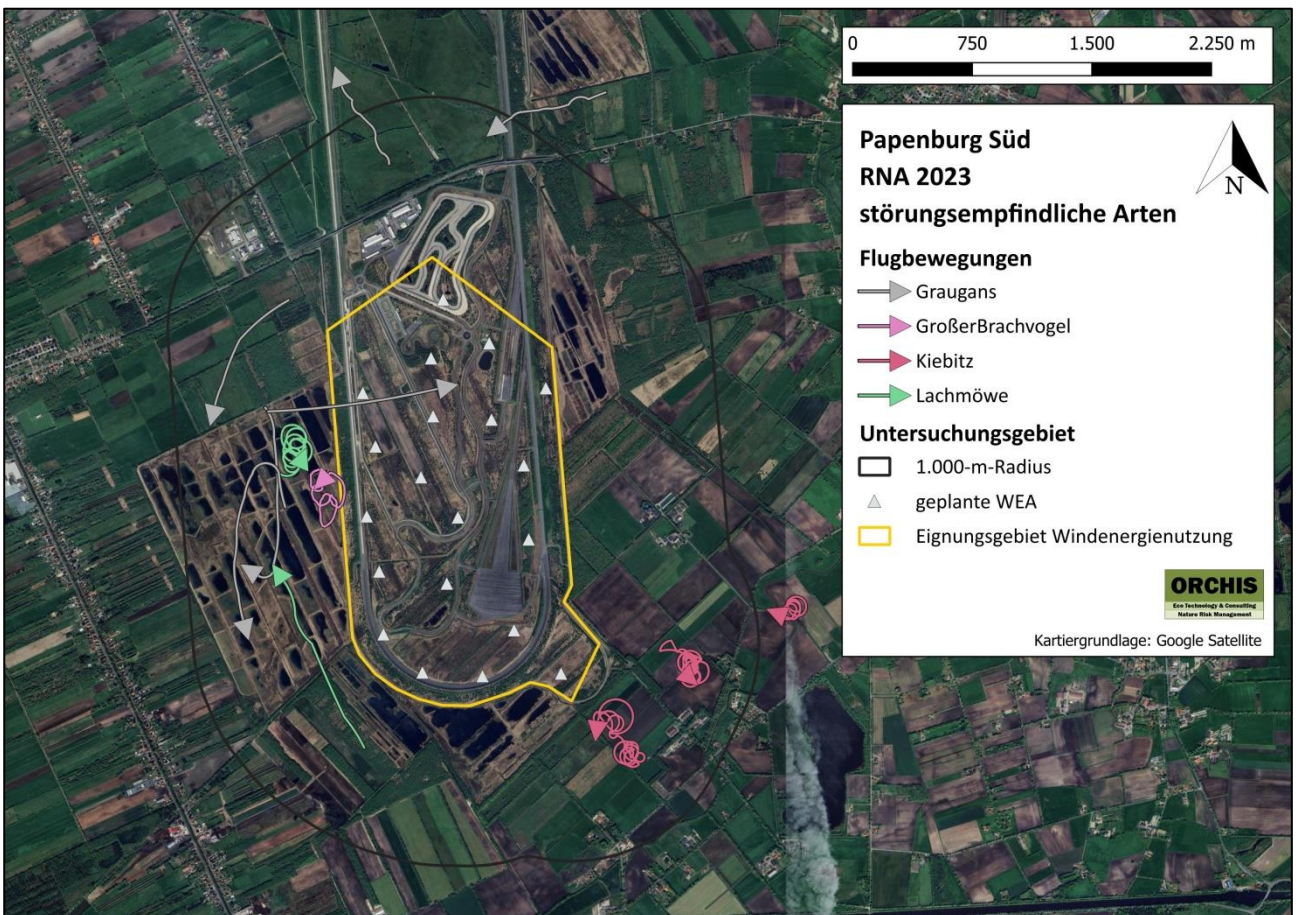 0 750 1.500 2.250 m
Papenburg Süd
RNA 2023
störungsempfindliche Arten
N
Flugbewegungen
Graugans
GroßerBrachvogel
Kiebitz
Lachmöwe
Untersuchungsgebiet
1.000-m-Radius
geplante WEA
Eignungsgebiet Windenergienutzung
ORCHIS
Eco Technology & Consulting
Nature Risk Management
Kartiergrundlage: Google Satellite